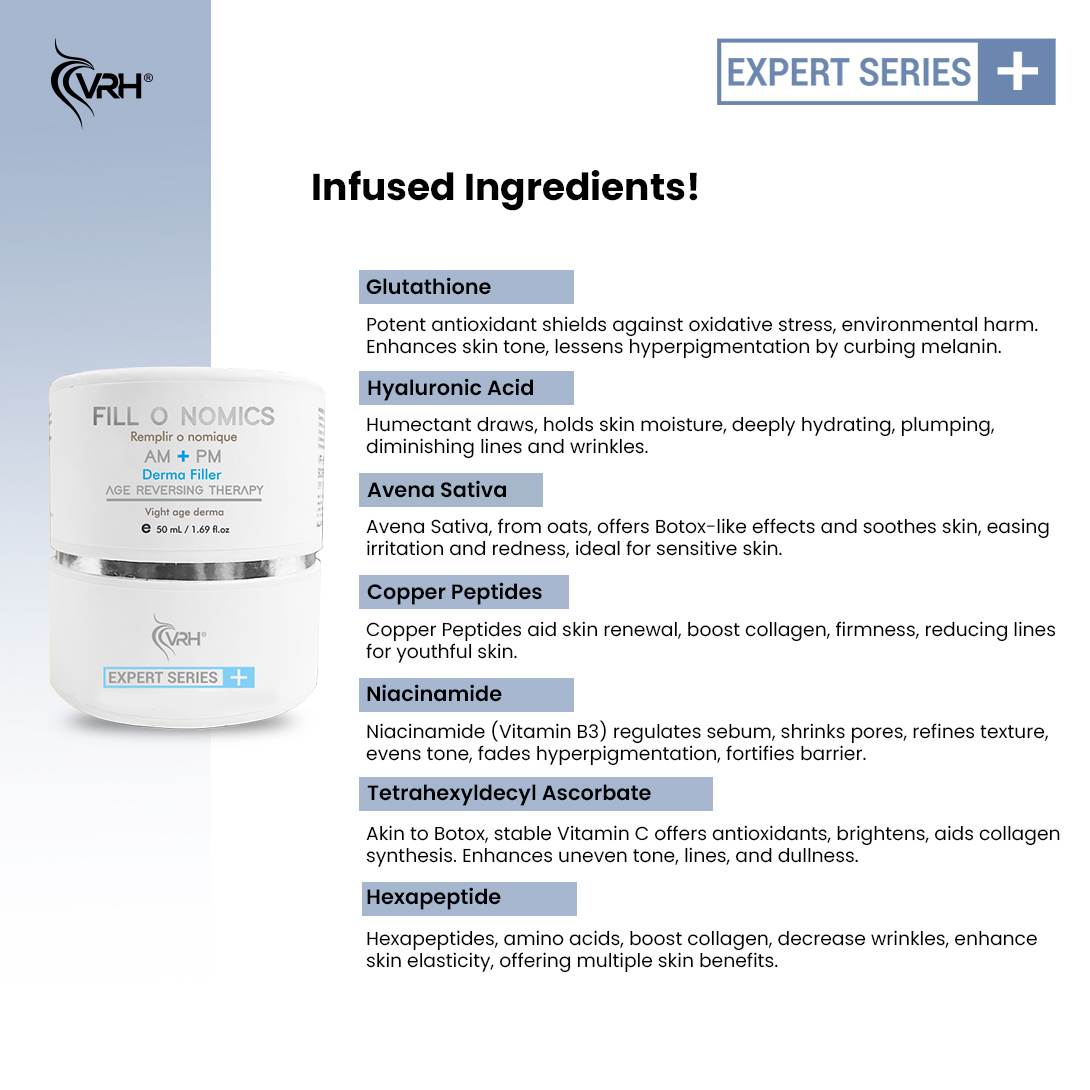 VRH®
EXPERT SERIES +
Infused Ingredients!
Glutathione
Potent antioxidant shields against oxidative stress, environmental harm.
Enhances skin tone, lessens hyperpigmentation by curbing melanin.
Hyaluronic Acid
Humectant draws, holds skin moisture, deeply hydrating, plumping,
diminishing lines and wrinkles.
Avena Sativa
Avena Sativa, from oats, offers Botox-like effects and soothes skin, easing
irritation and redness, ideal for sensitive skin.
Copper Peptides
Copper Peptides aid skin renewal, boost collagen, firmness, reducing lines
for youthful skin.
Niacinamide
Niacinamide (Vitamin B3) regulates sebum, shrinks pores, refines texture,
evens tone, fades hyperpigmentation, fortifies barrier.
Tetrahexyldecyl Ascorbate
Akin to Botox, stable Vitamin C offers antioxidants, brightens, aids collagen
synthesis. Enhances uneven tone, lines, and dullness.
Hexapeptide
Hexapeptides, amino acids, boost collagen, decrease wrinkles, enhance
skin elasticity, offering multiple skin benefits.
FILL O NOMICS
Remplir o nomique
AM + PM
Derma Filler
AGE REVERSING THERAPY
Vight age derma
e 50 mL / 1.69 fl.oz
VRH®
EXPERT SERIES +